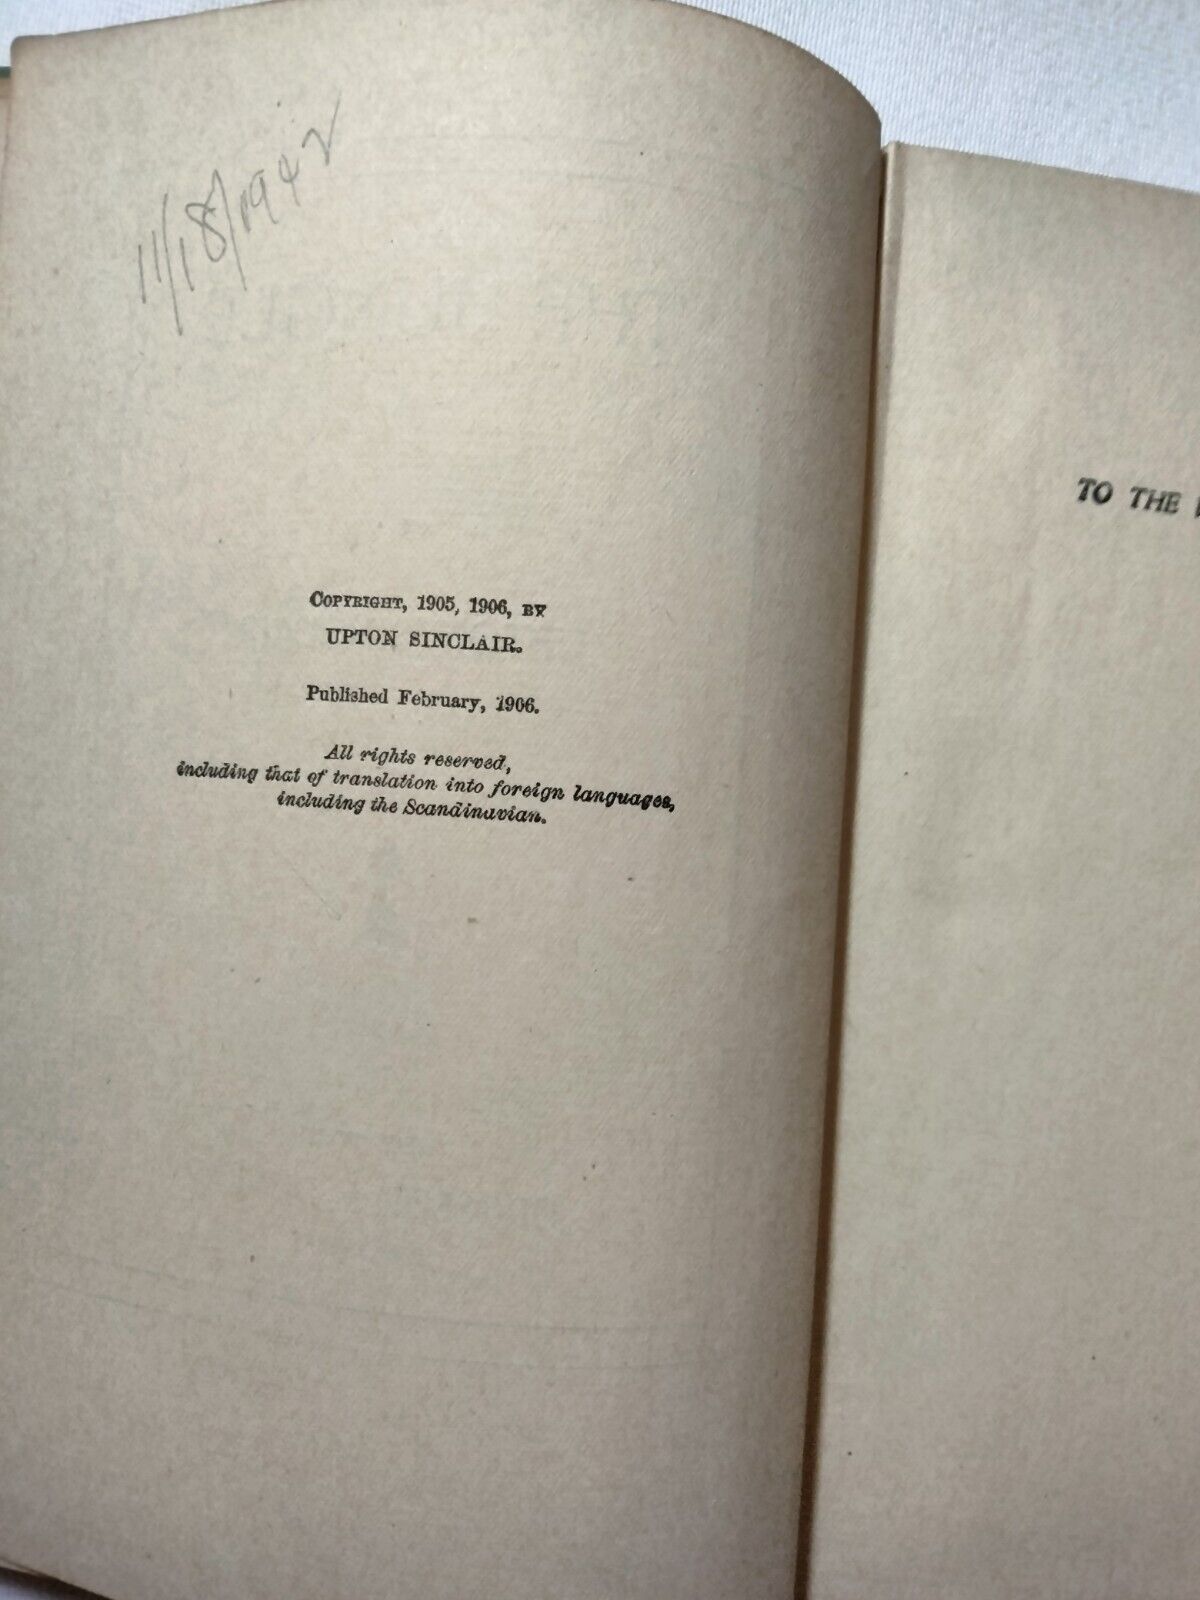 11/18/1942
COPYRIGHT, 1905, 1906, BY
UPTON SINCLAIR.
Published February, 1906.
All rights reserved,
including that of translation into foreign languages,
including the Scandinavian.
TO THE